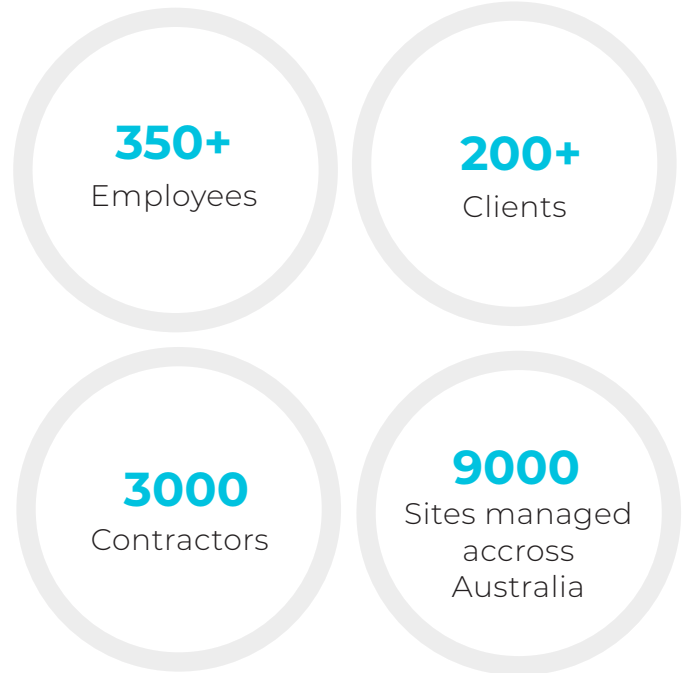 350+
Employees
200+
Clients
3000
Contractors
9000
Sites managed
accross
Australia